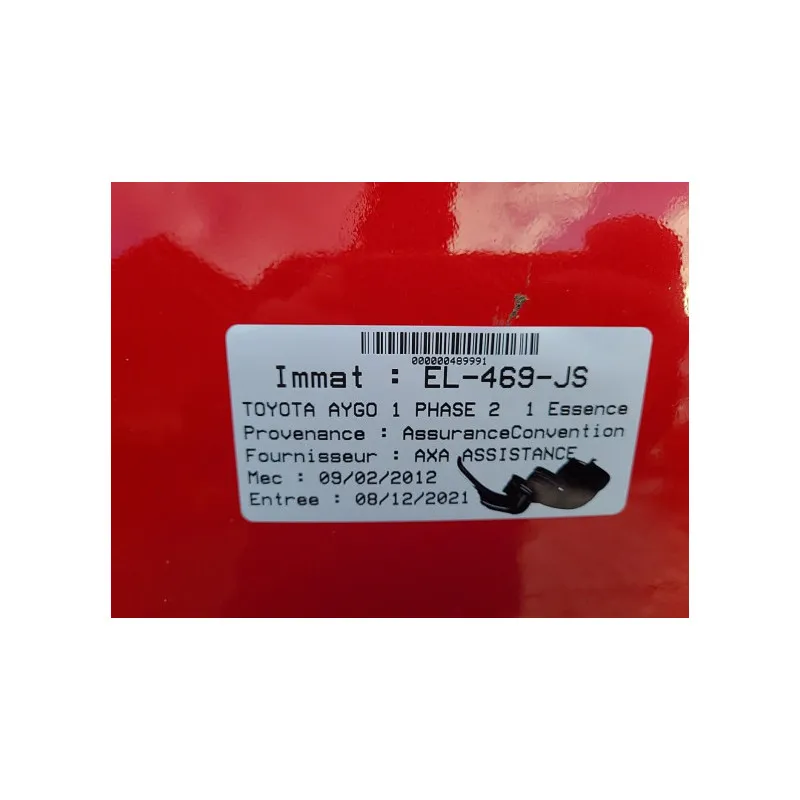 000000489991
Immat : EL-469-JS
TOYOTA AYGO 1 PHASE 2 1 Essence
Provenance : AssuranceConvention
Fournisseur : AXA ASSISTANCE
Mec : 09/02/2012
Entree : 08/12/2021